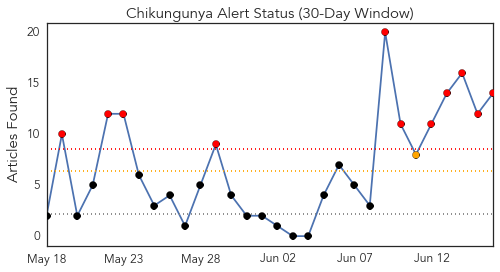 Chikungunya Alert Status (30-Day Window)
Articles Found
20
15
10
5
0
May 18 May 23 May 28 Jun 02 Jun 07 Jun 12